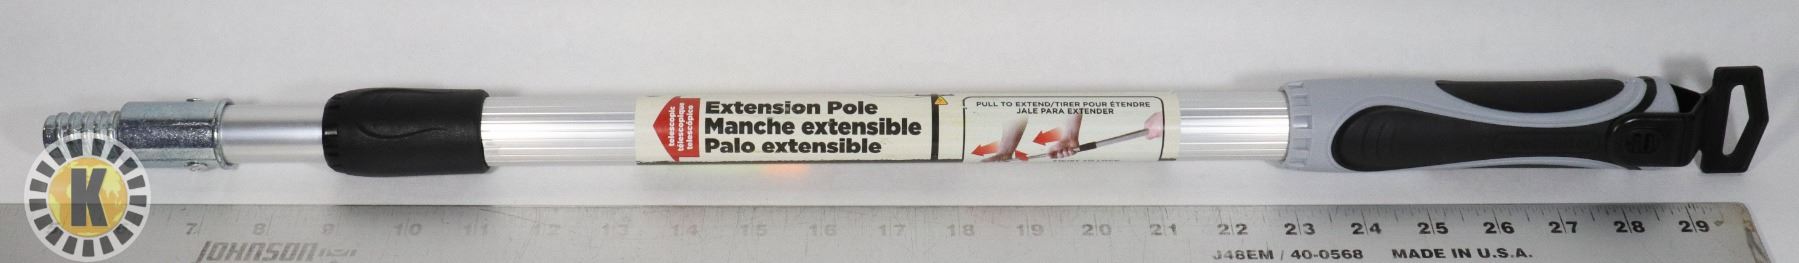 telescopic
télescopique
telescópico
Extension Pole
Manche extensible
Palo extensible
PULL TO EXTEND/TIRER POUR ÉTENDRE
JALE PARA EXTENDER
K
7 8 9 10 11 12 13 14 15 16 17 18 19 20 21 22 23 24 25 26 27 28 29
JOHNSON
J48EM / 40-0568 MADE IN U.S.A.